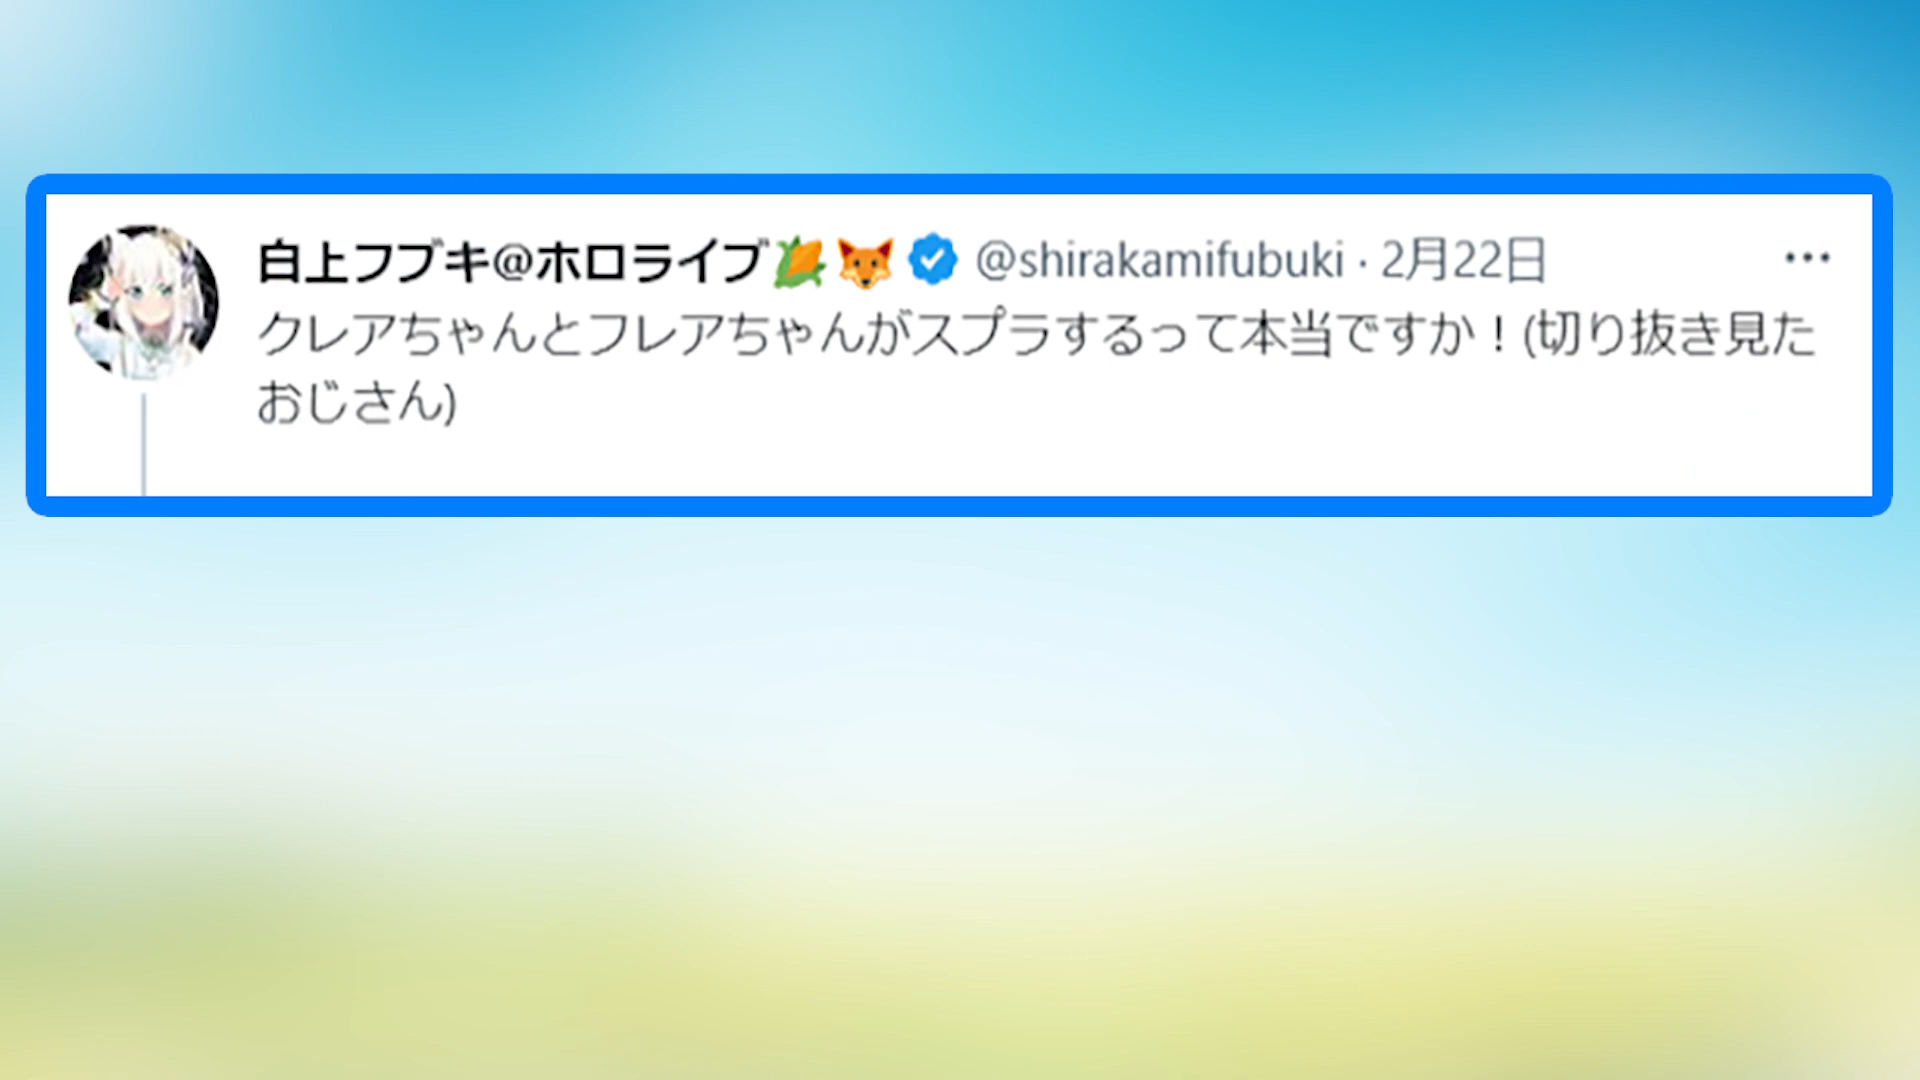 白上フブキ@ホロライブ🌽🦊 @shirakamifubuki · 2月22日
クレアちゃんとフレアちゃんがスプラするって本当ですか！(切り抜き見た
おじさん)